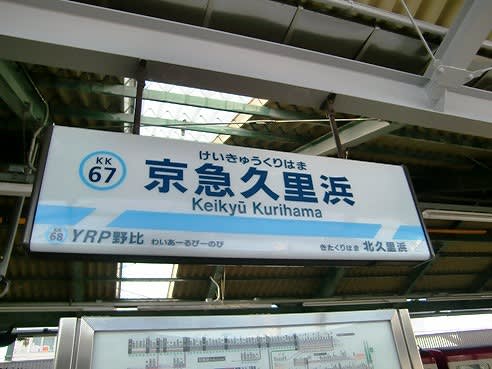 けいきゅうくりはま
KK
67
京急久里浜
Keikyū Kurihama
KK
68
YRP野比 わいあーるぴーのび
きたくりはま 北久里浜